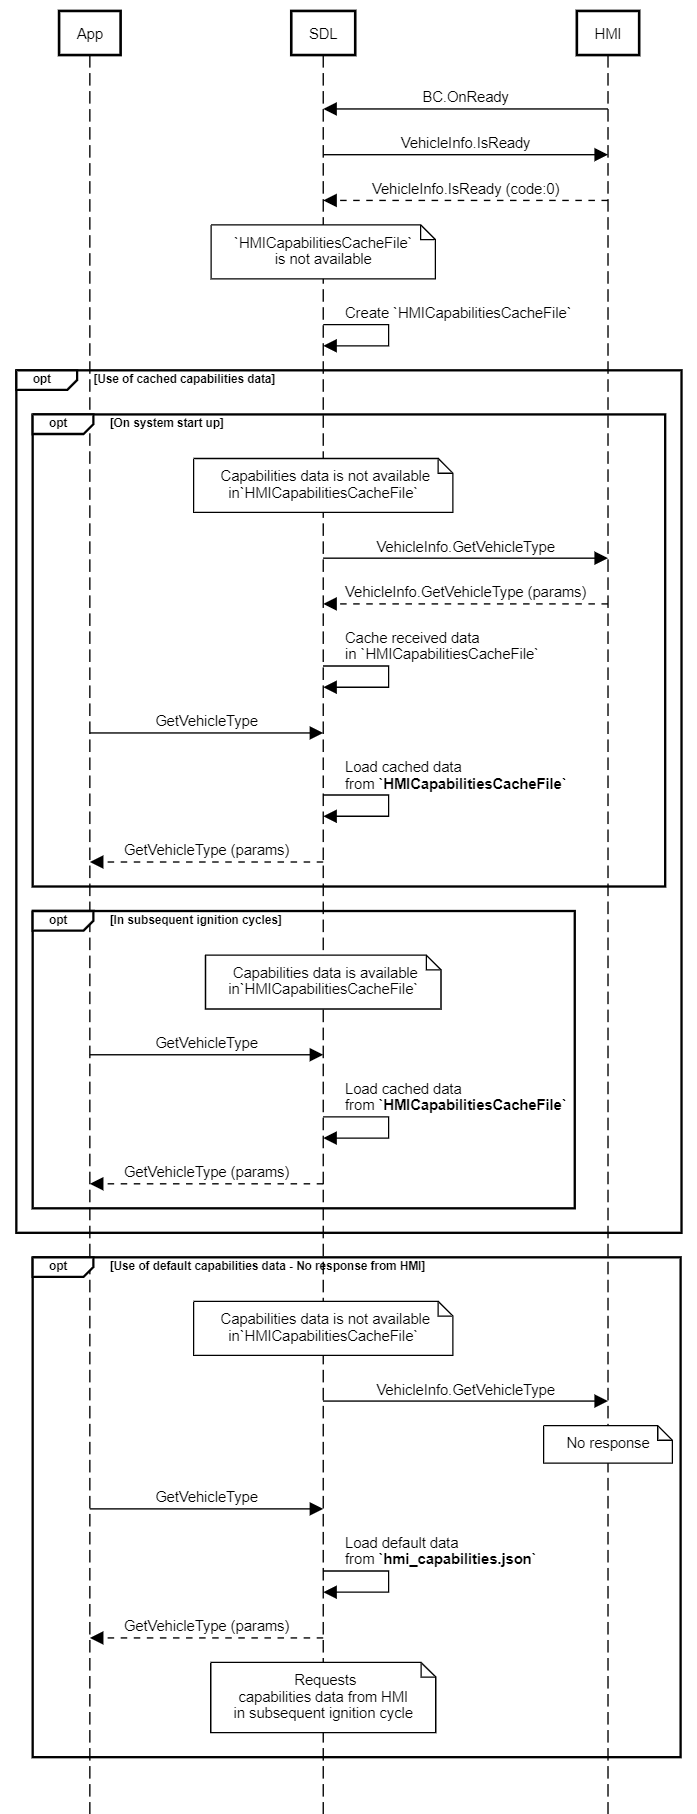 App
SDL
HMI
BC.OnReady
VehicleInfo.IsReady
VehicleInfo.IsReady (code:0)
`HMICapabilitiesCacheFile`
is not available
Create `HMICapabilitiesCacheFile`
opt
[Use of cached capabilities data]
opt
[On system start up]
Capabilities data is not available
in`HMICapabilitiesCacheFile`
VehicleInfo.GetVehicleType
VehicleInfo.GetVehicleType (params)
Cache received data
in `HMICapabilitiesCacheFile`
GetVehicleType
Load cached data
from `HMICapabilitiesCacheFile`
GetVehicleType (params)
opt
[In subsequent ignition cycles]
Capabilities data is available
in`HMICapabilitiesCacheFile`
GetVehicleType
Load cached data
from `HMICapabilitiesCacheFile`
GetVehicleType (params)
opt
[Use of default capabilities data - No response from HMI]
Capabilities data is not available
in`HMICapabilitiesCacheFile`
VehicleInfo.GetVehicleType
No response
GetVehicleType
Load default data
from `hmi_capabilities.json`
GetVehicleType (params)
Requests
capabilities data from HMI
in subsequent ignition cycle